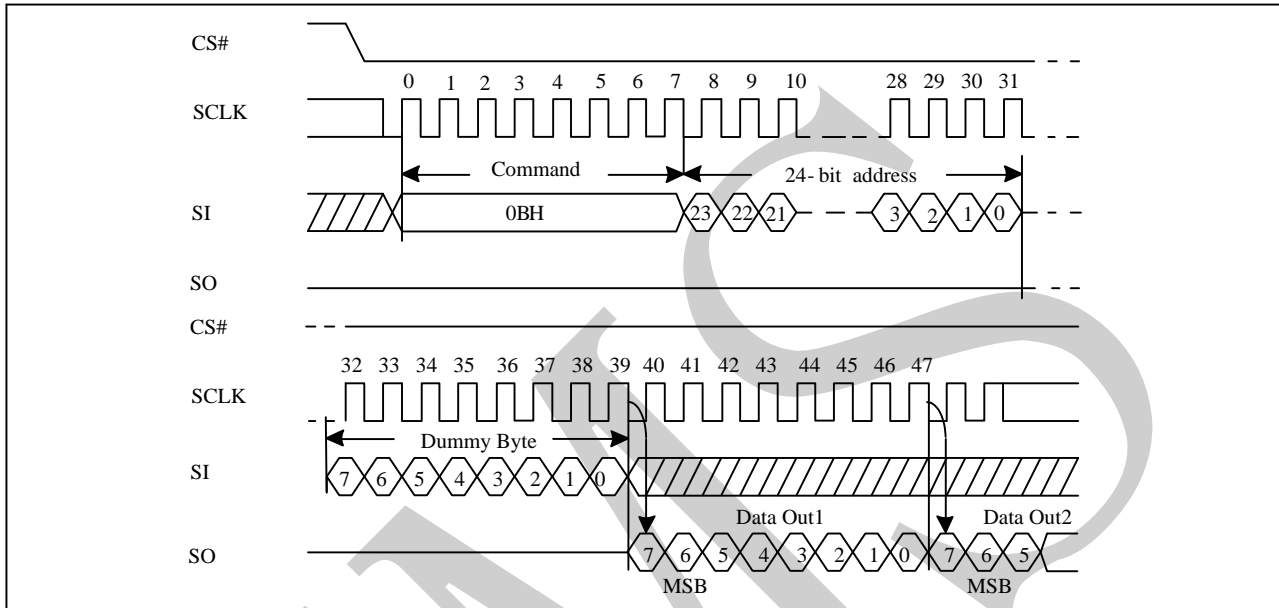 CS#
0 1 2 3 4 5 6 7 8 9 10 28 29 30 31
SCLK
Command 24- bit address
SI 0BH 23 22 21 3 2 1 0
SO
CS#
32 33 34 35 36 37 38 39 40 41 42 43 44 45 46 47
SCLK
Dummy Byte
SI 7 6 5 4 3 2 1 0
Data Out1 Data Out2
SO 7 6 5 4 3 2 1 0 7 6 5
MSB MSB